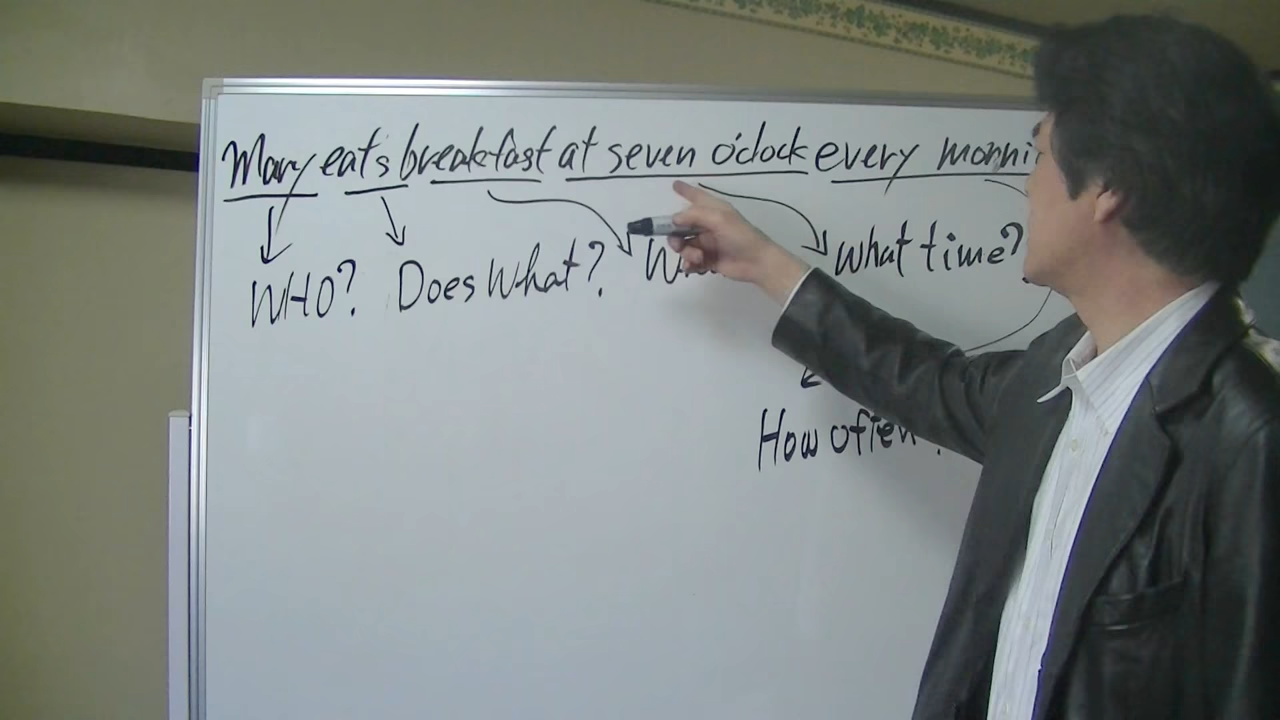 Mary eats breakfast at seven o'clock every
WHO? Does What? What time?
How often?